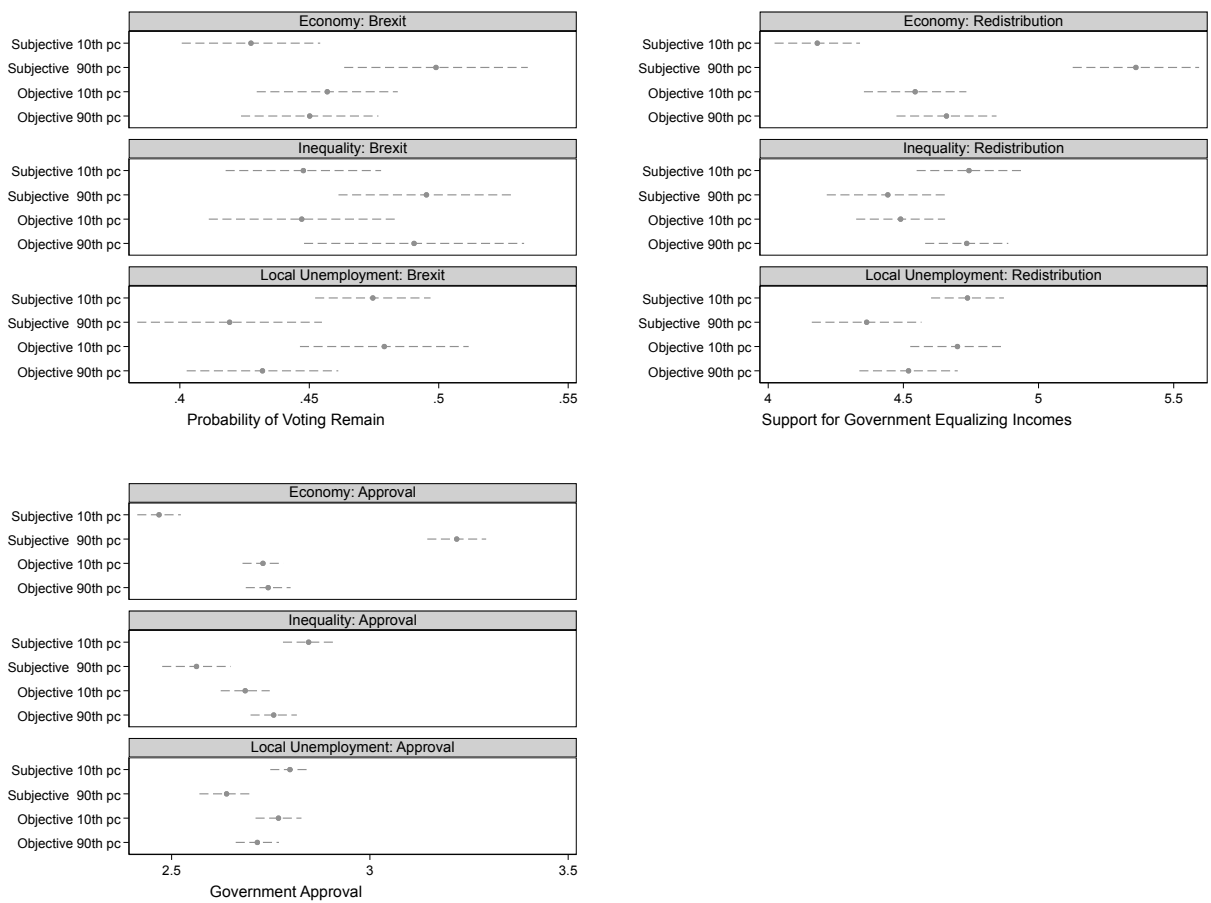 Economy: Brexit
Subjective 10th pc
Subjective  90th pc
Objective 10th pc
Objective 90th pc
Inequality: Brexit
Subjective 10th pc
Subjective  90th pc
Objective 10th pc
Objective 90th pc
Local Unemployment: Brexit
Subjective 10th pc
Subjective  90th pc
Objective 10th pc
Objective 90th pc
.4 .45 .5 .55
Probability of Voting Remain
Economy: Redistribution
Subjective 10th pc
Subjective  90th pc
Objective 10th pc
Objective 90th pc
Inequality: Redistribution
Subjective 10th pc
Subjective  90th pc
Objective 10th pc
Objective 90th pc
Local Unemployment: Redistribution
Subjective 10th pc
Subjective  90th pc
Objective 10th pc
Objective 90th pc
4 4.5 5 5.5
Support for Government Equalizing Incomes
Economy: Approval
Subjective 10th pc
Subjective  90th pc
Objective 10th pc
Objective 90th pc
Inequality: Approval
Subjective 10th pc
Subjective  90th pc
Objective 10th pc
Objective 90th pc
Local Unemployment: Approval
Subjective 10th pc
Subjective  90th pc
Objective 10th pc
Objective 90th pc
2.5 3 3.5
Government Approval